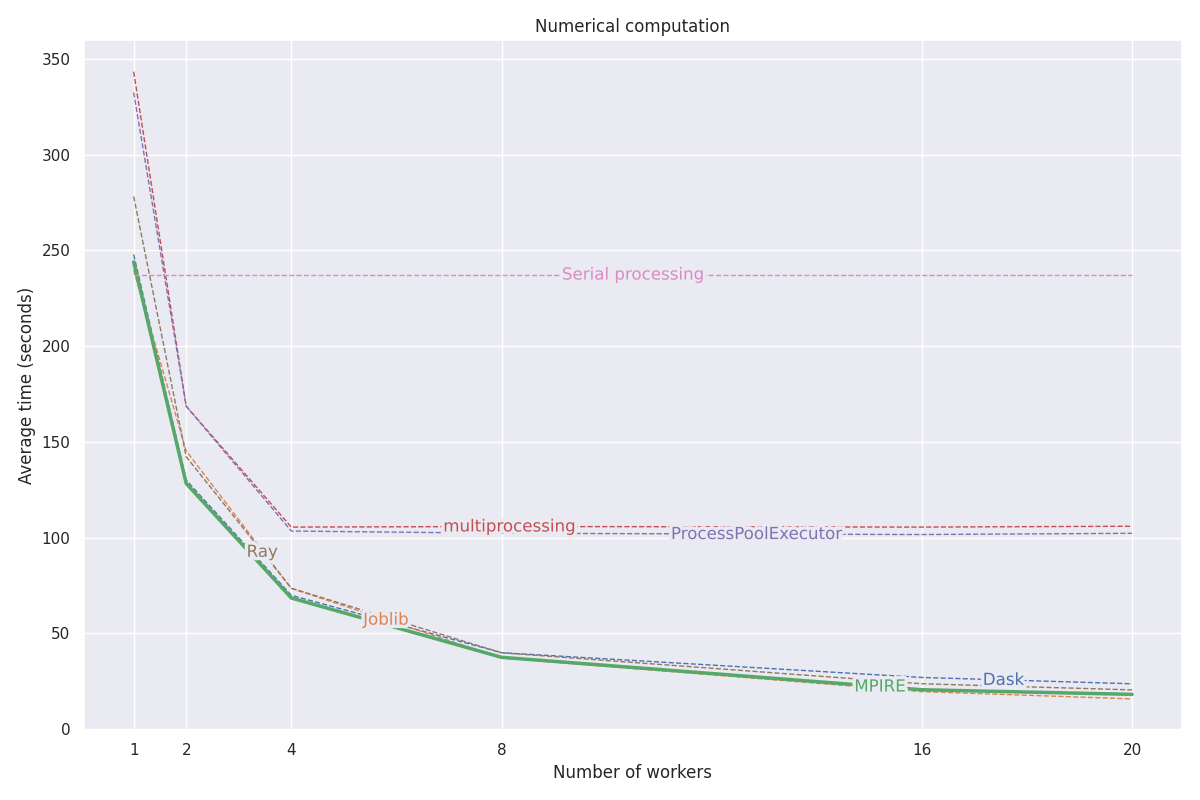 Numerical computation
Average time (seconds)
350
300
250
200
150
100
50
0
Serial processing
multiprocessing
ProcessPoolExecutor
Ray
Joblib
Dask
MPIRE
1 2 4 8 16 20
Number of workers